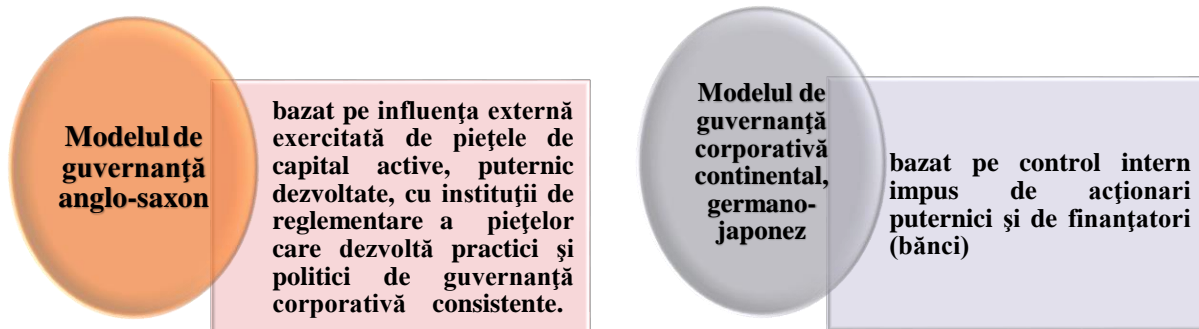 Modelul de
guvernanţă
anglo-saxon
bazat pe influenţa externă
exercitată de pieţele de
capital active, puternic
dezvoltate, cu instituţii de
reglementare a pieţelor
care dezvoltă practici şi
politici de guvernanţă
corporativă consistente.
Modelul de
guvernanţă
corporativă
continental,
germano-
japonez
bazat pe control intern
impus de acţionari
puternici şi de finanţatori
(bănci)